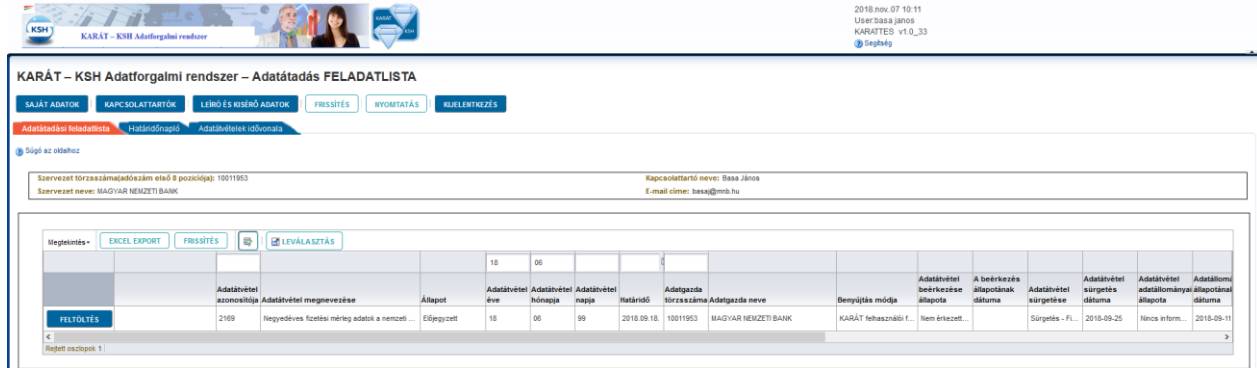 2018.nov..07 10:11
User:basa janos
KARATTES v1.0_33
Segítség
KSH
KARÁT – KSH Adatforgalmi rendszer
KARÁT
KSH
KARÁT – KSH Adatforgalmi rendszer – Adatátadás FELADATLISTA
SAJÁT ADATOK KAPCSOLATTARTÓK LEÍRÓ ÉS KISÉRŐ ADATOK FRISSÍTÉS NYOMTATÁS KIJELENTKEZÉS
Adatátadási feladatlista Határidőnapló Adatátvételek idővonala
Súgó az oldalhoz
Szervezet törzsszáma(adószám első 8 pozíciója): 10011953 Kapcsolattartó neve: Basa János
Szervezet neve: MAGYAR NEMZETI BANK E-mail címe: basaj@mnb.hu
Megtekintés EXCEL EXPORT FRISSÍTÉS LEVÁLASZTÁS
18 06
Adatátvétel azonosítója Adatátvétel megnevezése Állapot Adatátvétel éve Adatátvétel hónapja Adatátvétel napja Határidő Adatgazda törzsszáma Adatgazda neve Benyújtás módja Adatátvétel beérkezése állapota A beérkezés állapotának dátuma Adatátvétel sürgetése Adatátvétel sürgetés dátuma Adatátvétel adatállományai állapota Adatálloma állapotának dátuma
FELTÖLTÉS 2169 Negyedéves fizetési mérleg adatok a nemzeti ... Előjegyzett 18 06 99 2018.09.18. 10011953 MAGYAR NEMZETI BANK KARÁT felhasználói f... Nem érkezett... Sürgetés - Fi... 2018-09-25 Nincs inform... 2018-09-11
Rejtett oszlopok 1